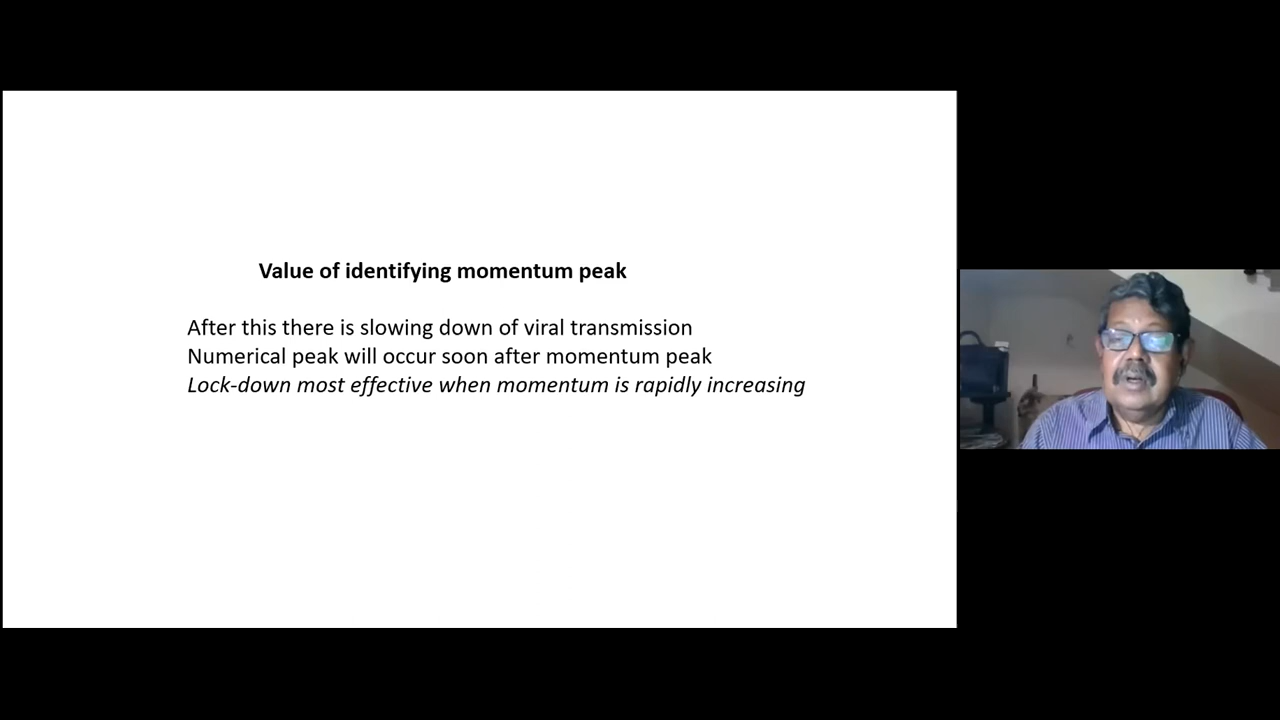 Value of identifying momentum peak
After this there is slowing down of viral transmission
Numerical peak will occur soon after momentum peak
Lock-down most effective when momentum is rapidly increasing